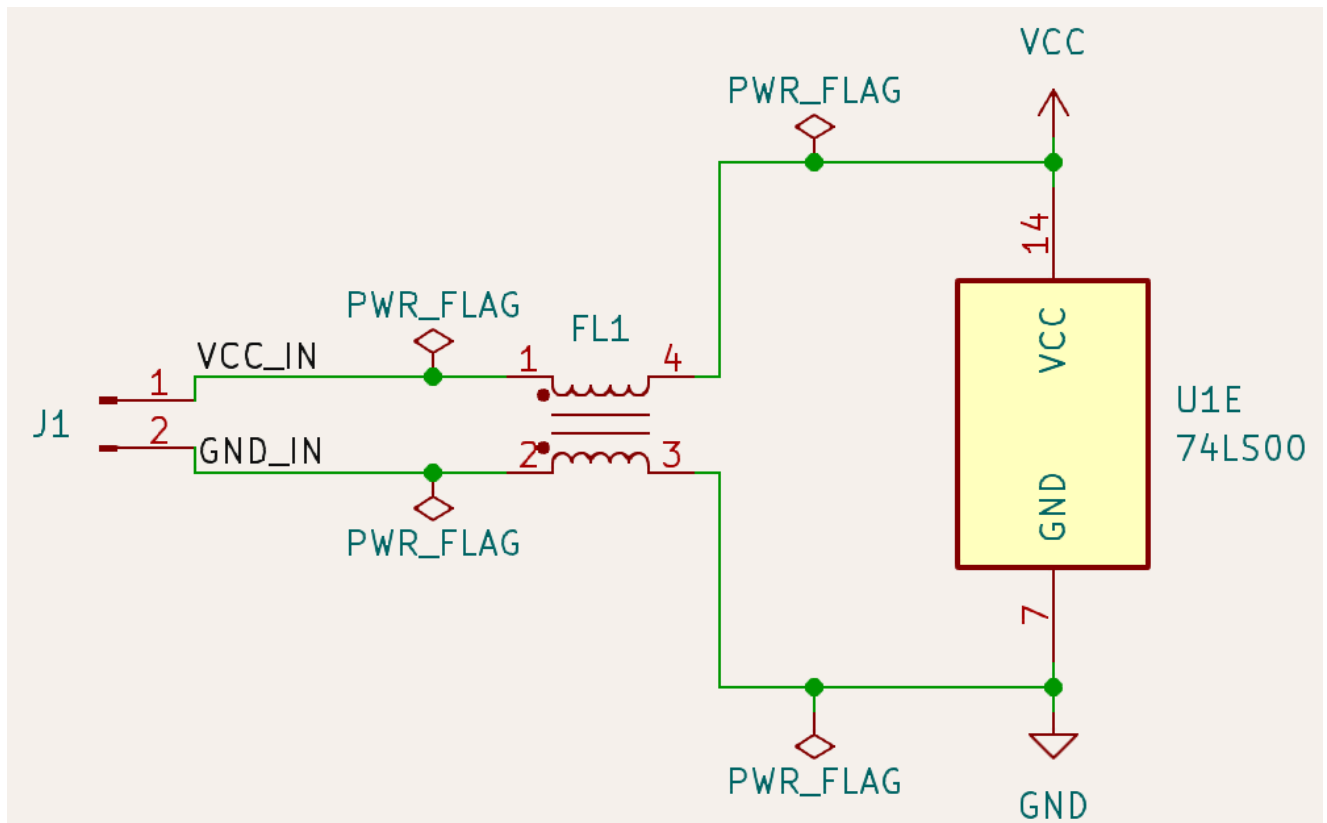 VCC
PWR_FLAG
14
PWR_FLAG
FL1
VCC_IN
1
4
VCC
1
J1
2
GND_IN
2
3
U1E
74LS00
GND
PWR_FLAG
7
PWR_FLAG
GND